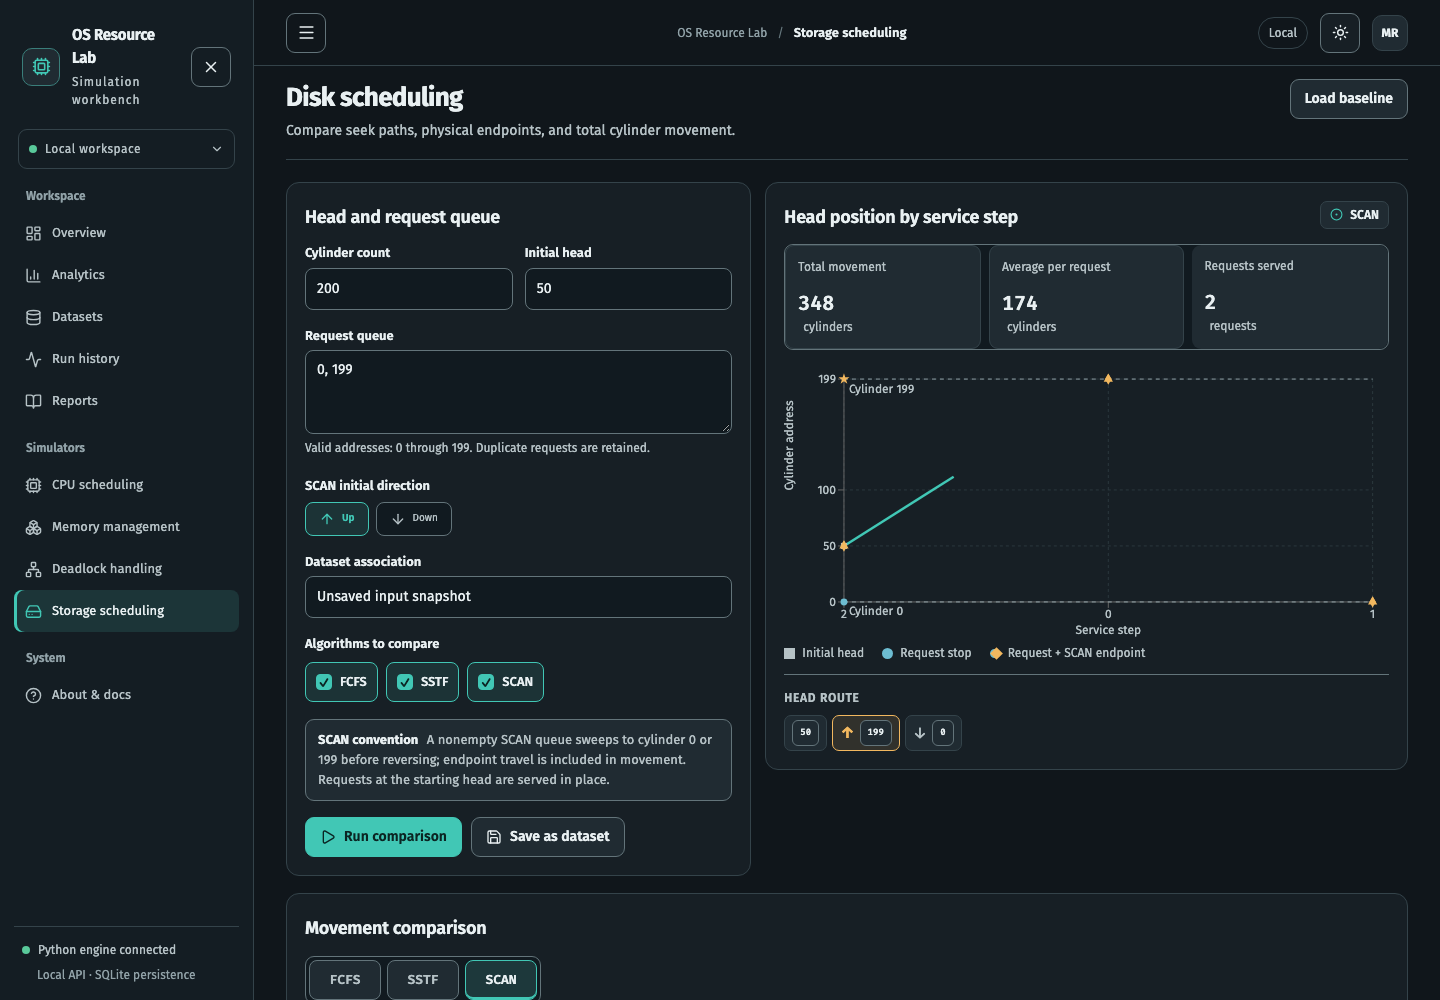 OS Resource
Lab
Simulation
workbench
Local workspace
Workspace
Overview
Analytics
Datasets
Run history
Reports
Simulators
CPU scheduling
Memory management
Deadlock handling
Storage scheduling
System
About & docs
Python engine connected
Local API · SQLite persistence
OS Resource Lab / Storage scheduling
Local
MR
Disk scheduling
Compare seek paths, physical endpoints, and total cylinder movement.
Load baseline
Head and request queue
Cylinder count
Initial head
200
50
Request queue
0, 199
Valid addresses: 0 through 199. Duplicate requests are retained.
SCAN initial direction
Up
Down
Dataset association
Unsaved input snapshot
Algorithms to compare
FCFS
SSTF
SCAN
SCAN convention A nonempty SCAN queue sweeps to cylinder 0 or
199 before reversing; endpoint travel is included in movement.
Requests at the starting head are served in place.
Run comparison
Save as dataset
Head position by service step
SCAN
Total movement
348
cylinders
Average per request
174
cylinders
Requests served
2
requests
199
Cylinder 199
Cylinder address
100
50
0
Cylinder 0
2
0
1
Service step
Initial head
Request stop
Request + SCAN endpoint
HEAD ROUTE
50
199
0
Movement comparison
FCFS
SSTF
SCAN